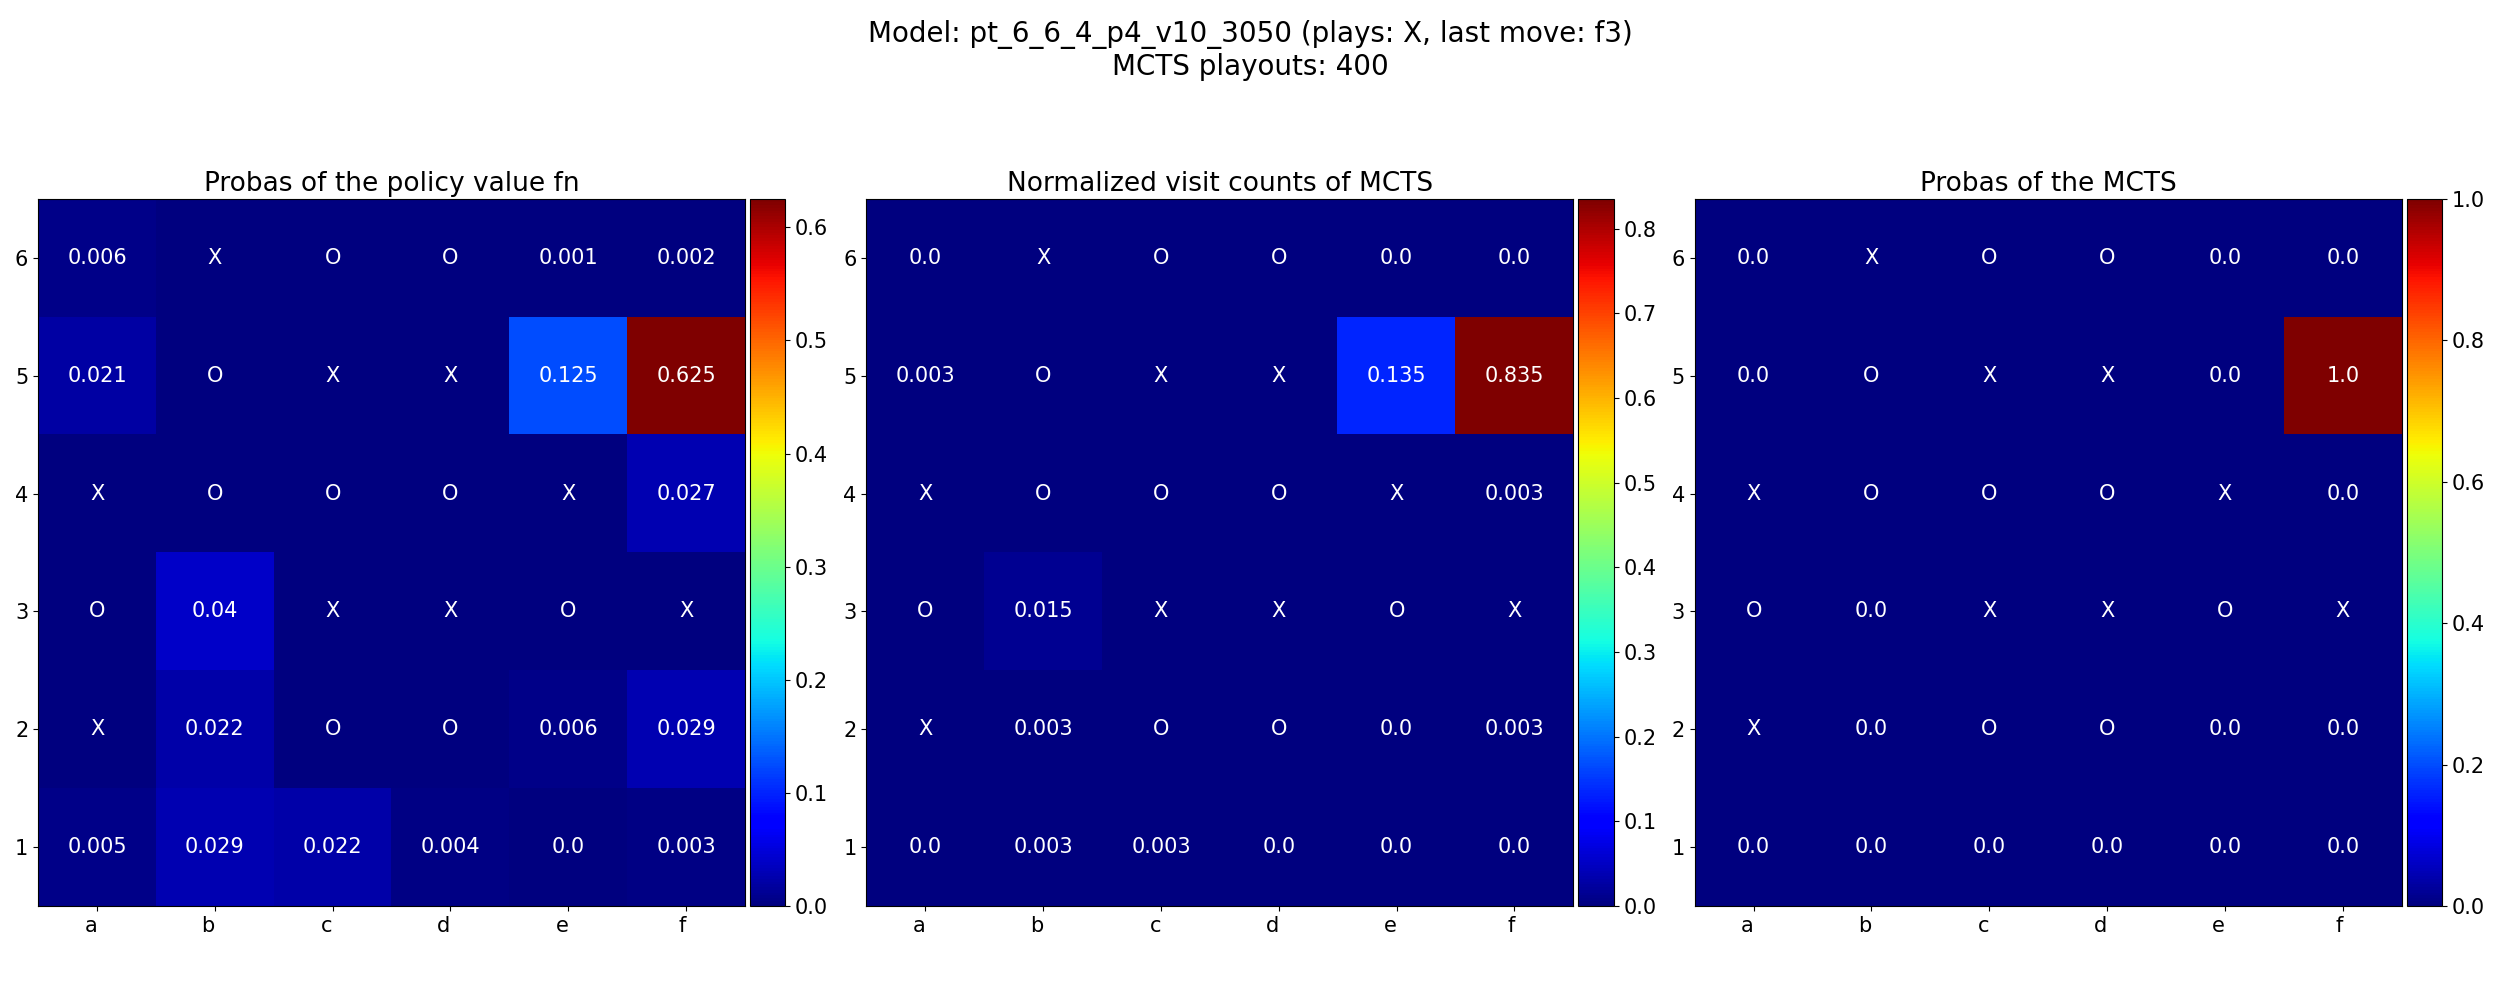 Model: pt_6_6_4_p4_v10_3050 (plays: X, last move: f3)
MCTS playouts: 400
Probas of the policy value fn
6 0.006 X O O 0.001 0.002
5 0.021 O X X 0.125 0.625
4 X O O O X 0.027
3 O 0.04 X X O X
2 X 0.022 O O 0.006 0.029
1 0.005 0.029 0.022 0.004 0.0 0.003
a b c d e f
0.6
0.5
0.4
0.3
0.2
0.1
0.0
Normalized visit counts of MCTS
6 0.0 X O O 0.0 0.0
5 0.003 O X X 0.135 0.835
4 X O O O X 0.003
3 O 0.015 X X O X
2 X 0.003 O O 0.0 0.003
1 0.0 0.003 0.003 0.0 0.0 0.0
a b c d e f
0.8
0.7
0.6
0.5
0.4
0.3
0.2
0.1
0.0
Probas of the MCTS
6 0.0 X O O 0.0 0.0
5 0.0 O X X 0.0 1.0
4 X O O O X 0.0
3 O 0.0 X X O X
2 X 0.0 O O 0.0 0.0
1 0.0 0.0 0.0 0.0 0.0 0.0
a b c d e f
1.0
0.8
0.6
0.4
0.2
0.0